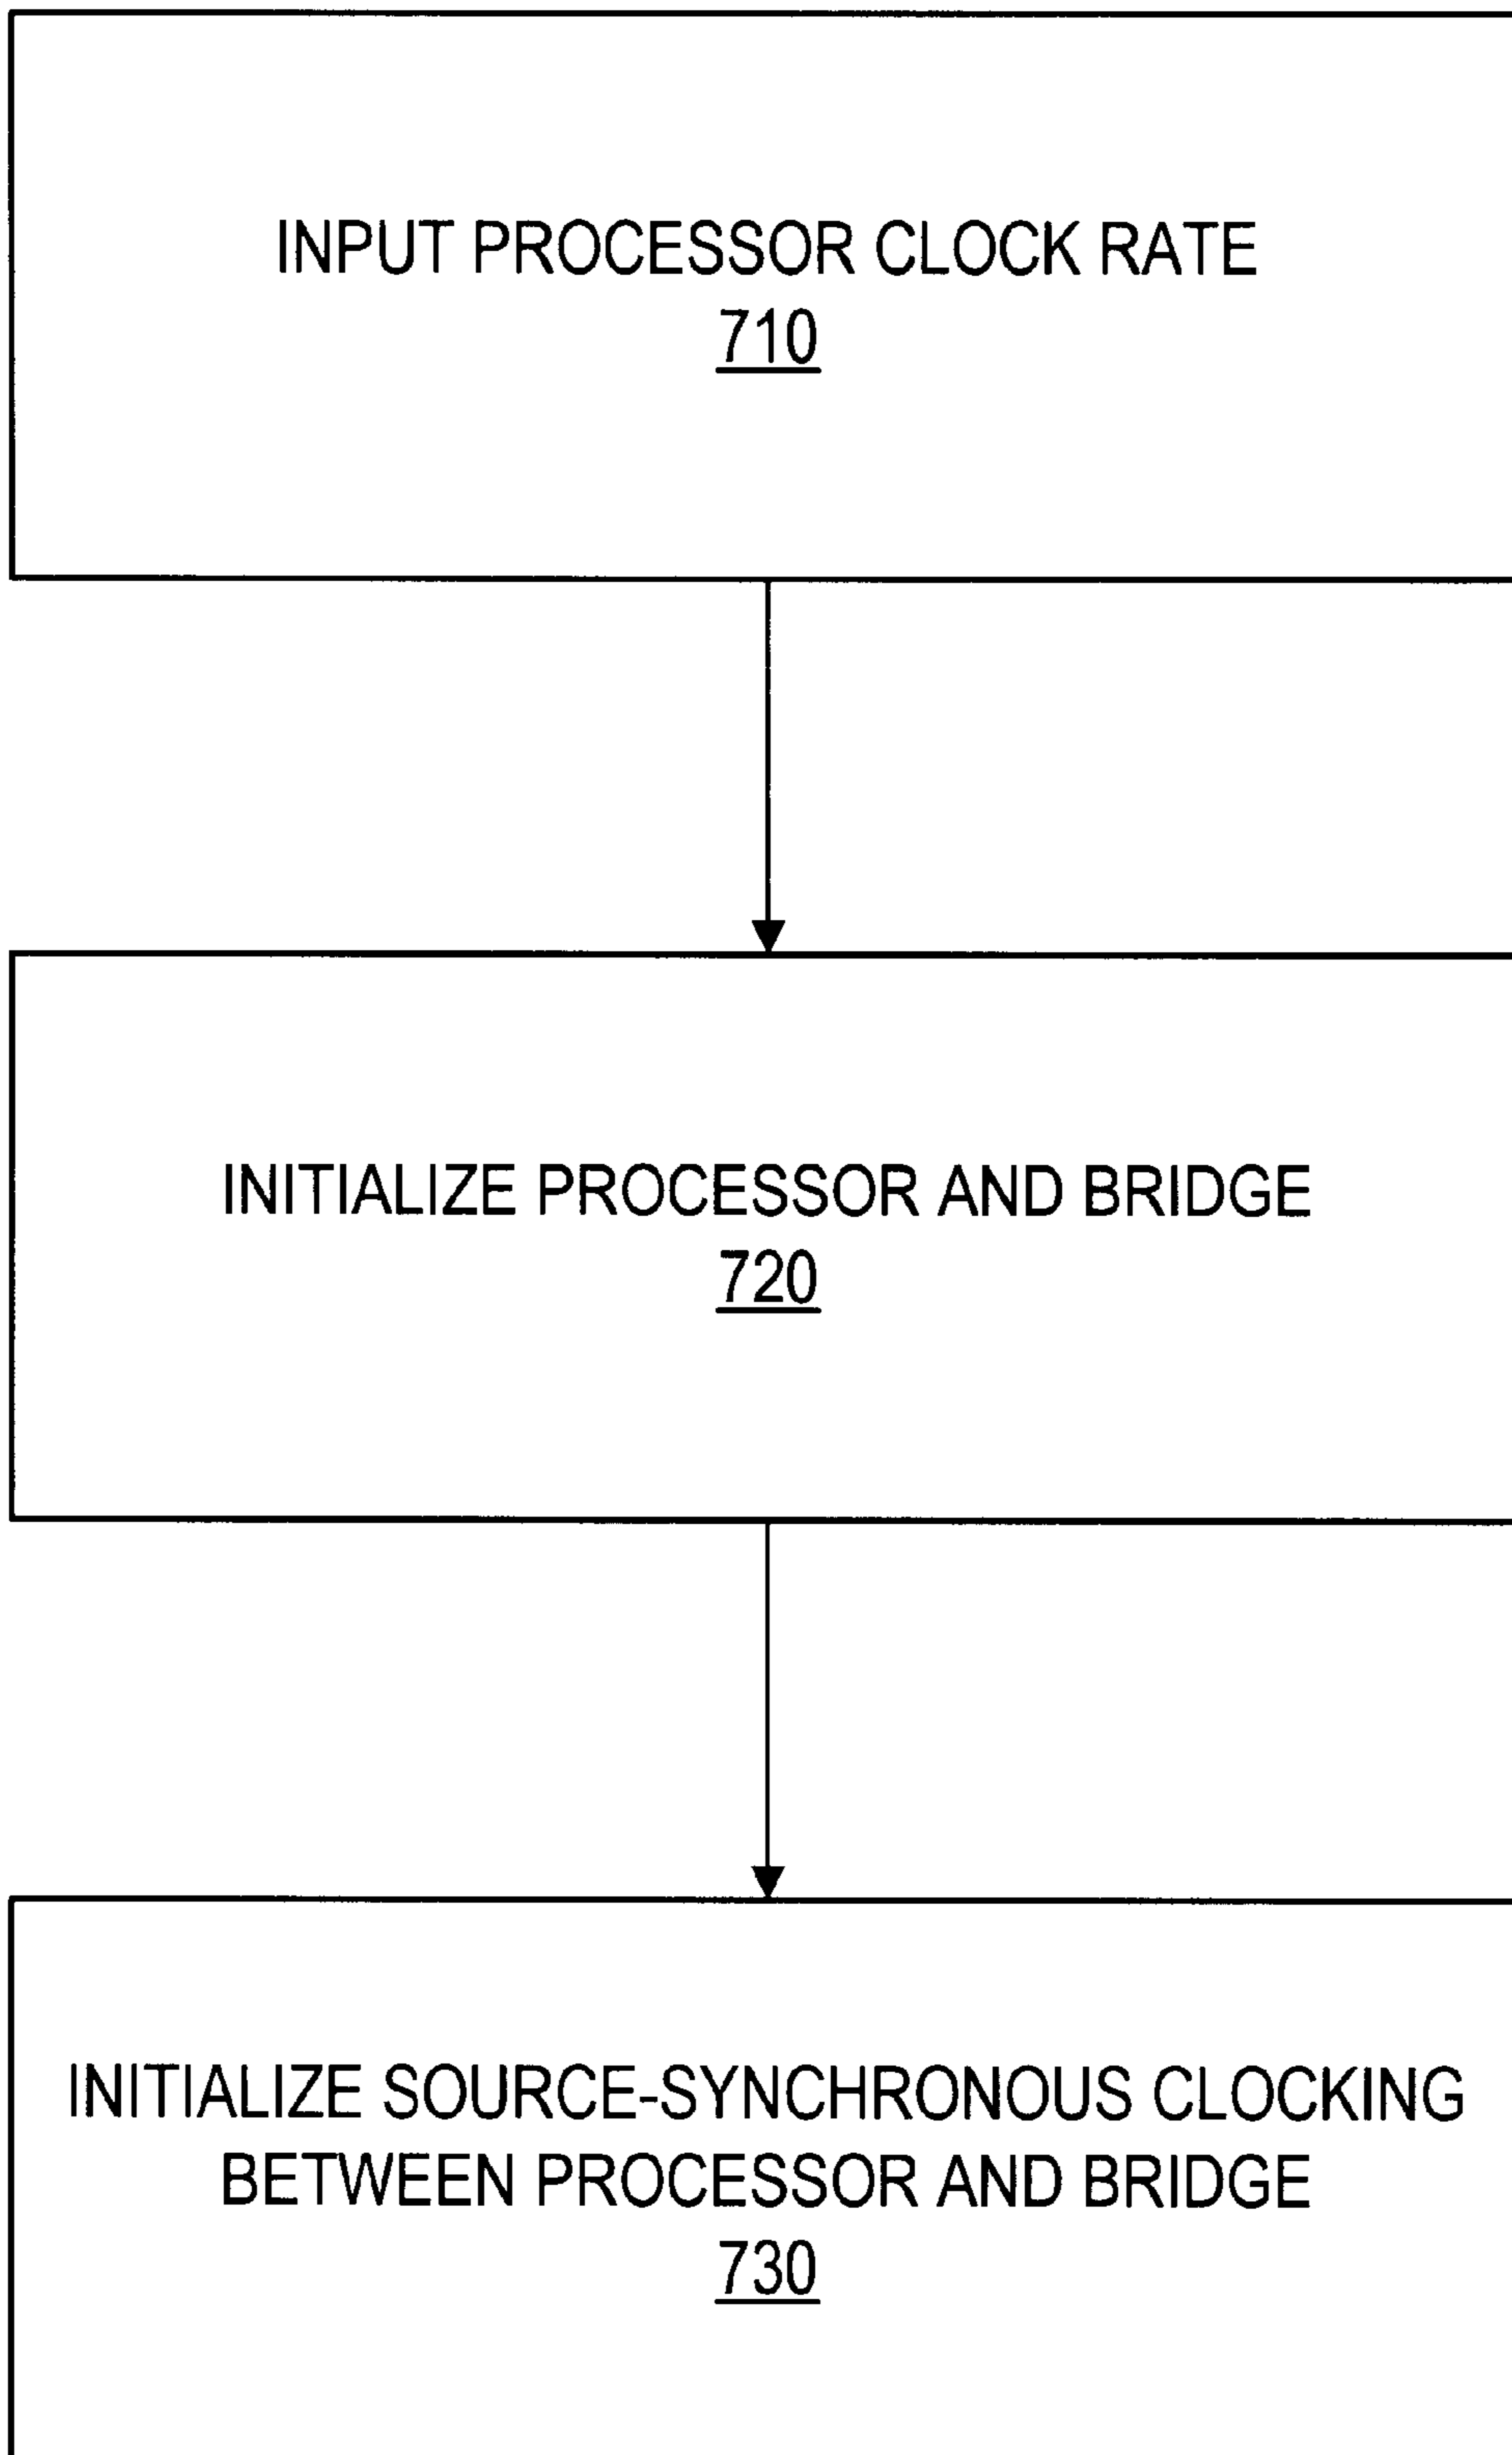 INPUT PROCESSOR CLOCK RATE
710
INITIALIZE PROCESSOR AND BRIDGE
720
INITIALIZE SOURCE-SYNCHRONOUS CLOCKING
BETWEEN PROCESSOR AND BRIDGE
730